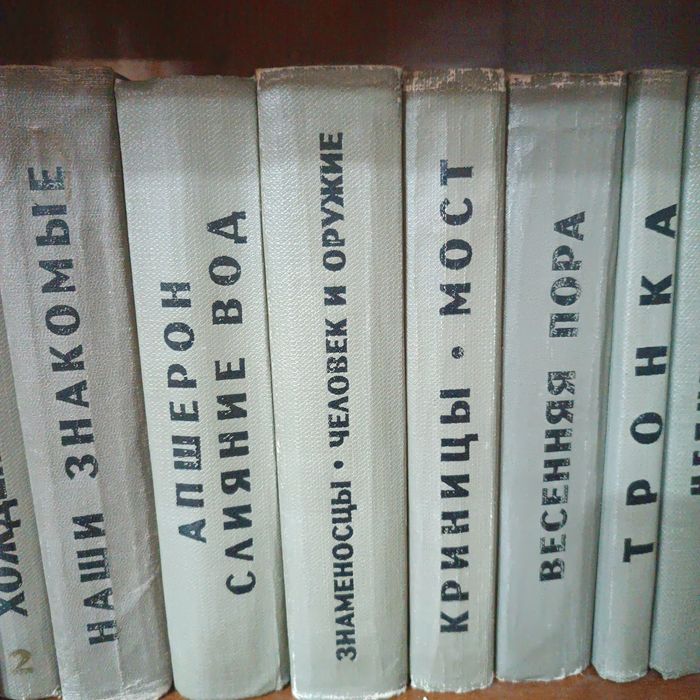 2
НАШИ ЗНАКОМЫЕ
АПШЕРОН
СЛИЯНИЕ ВОД
ЗНАМЕНОСЦЫ · ЧЕЛОВЕК И ОРУЖИЕ
КРИНИЦЫ · МОСТ
ВЕСЕННЯЯ ПОРА
ТРОНКА